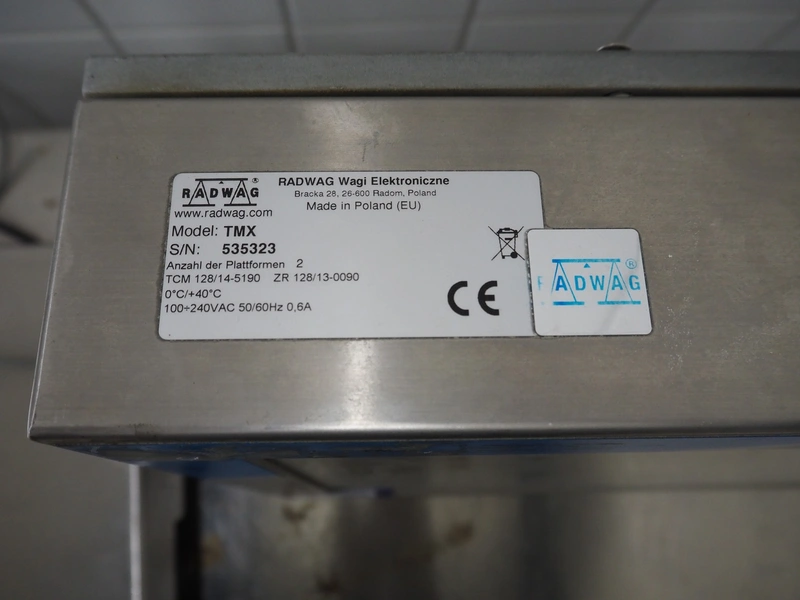 RADWAG®
www.radwag.com
RADWAG Wagi Elektroniczne
Bracka 28, 26-600 Radom, Poland
Made in Poland (EU)
Model: TMX
S/N: 535323
Anzahl der Plattformen 2
TCM 128/14-5190 ZR 128/13-0090
0°C/+40°C
100÷240VAC 50/60Hz 0,6A
CE
RADWAG®